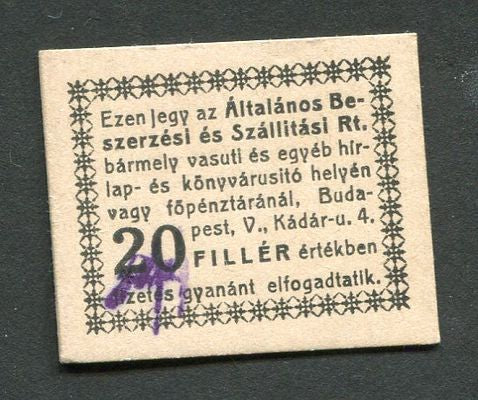 Ezen jegy az Általános Be-
szerzési és Szállitási Rt.
bármely vasuti és egyéb hir-
lap- és könyvárusitó helyén
vagy főpénztáránál, Buda-
pest, V., Kádár-u. 4.
20 FILLÉR értékben
fizetés gyanánt elfogadtatik.